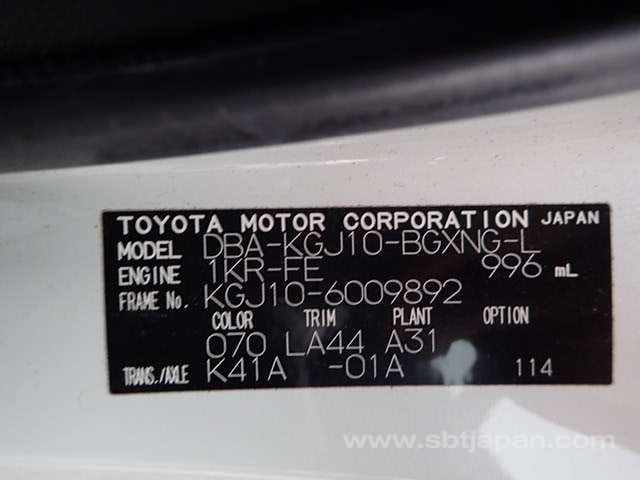 TOYOTA MOTOR CORPORATION JAPAN
MODEL DBA-KGJ10-BGXNG-L
ENGINE 1KR-FE 996 mL
FRAME No. KGJ10-6009892
COLOR TRIM PLANT OPTION
070 LA44 A31
TRANS./AXLE K41A -01A 114
www.sbtjapan.com